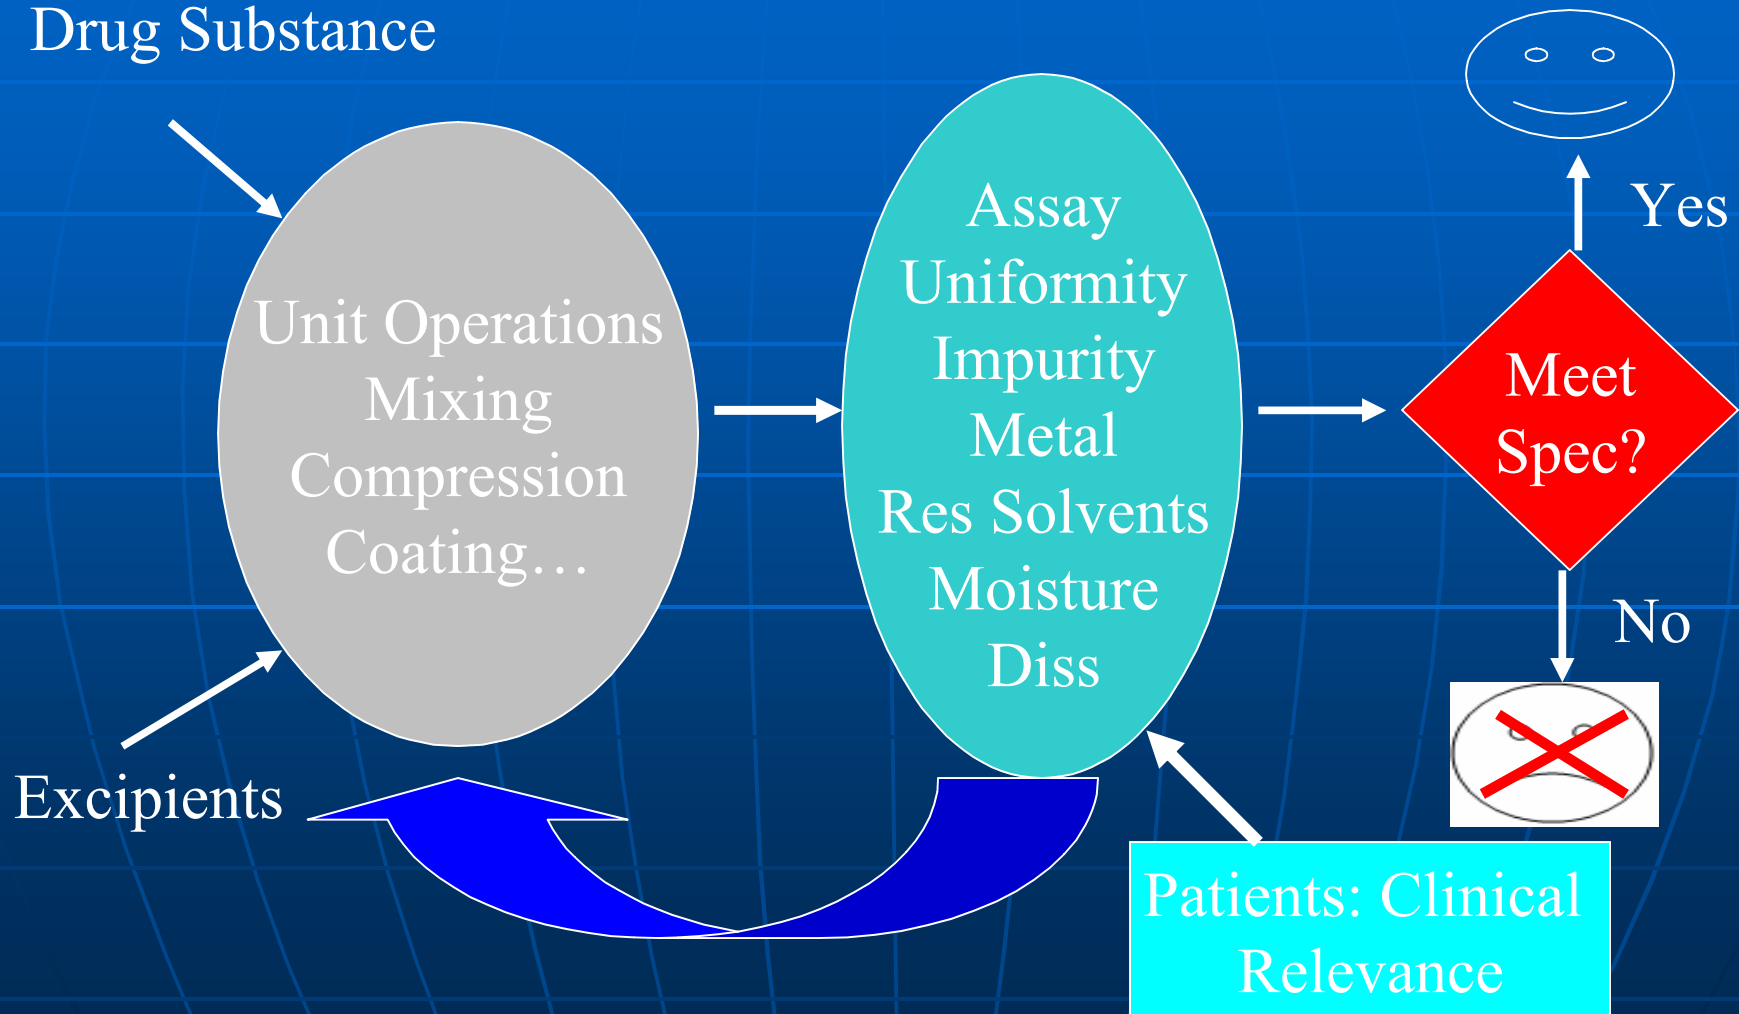 Drug Substance
Unit Operations
Mixing
Compression
Coating…
Excipients
Assay
Uniformity
Impurity
Metal
Res Solvents
Moisture
Diss
Meet
Spec?
Yes
No
Patients: Clinical
Relevance